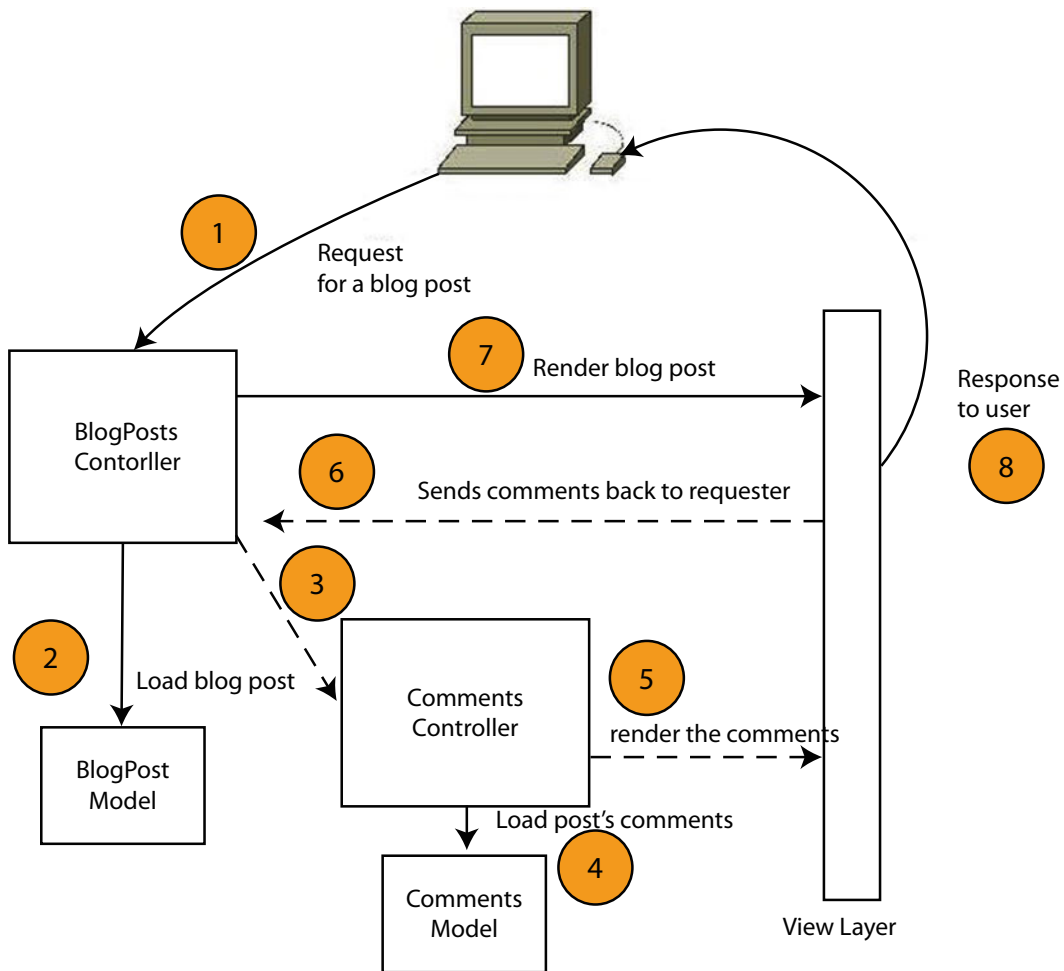 1
Request
for a blog post
7
Render blog post
BlogPosts
Contorller
Response
to user
8
6
Sends comments back to requester
3
2
Load blog post
Comments
Controller
5
render the comments
BlogPost
Model
Load post's comments
4
Comments
Model
View Layer